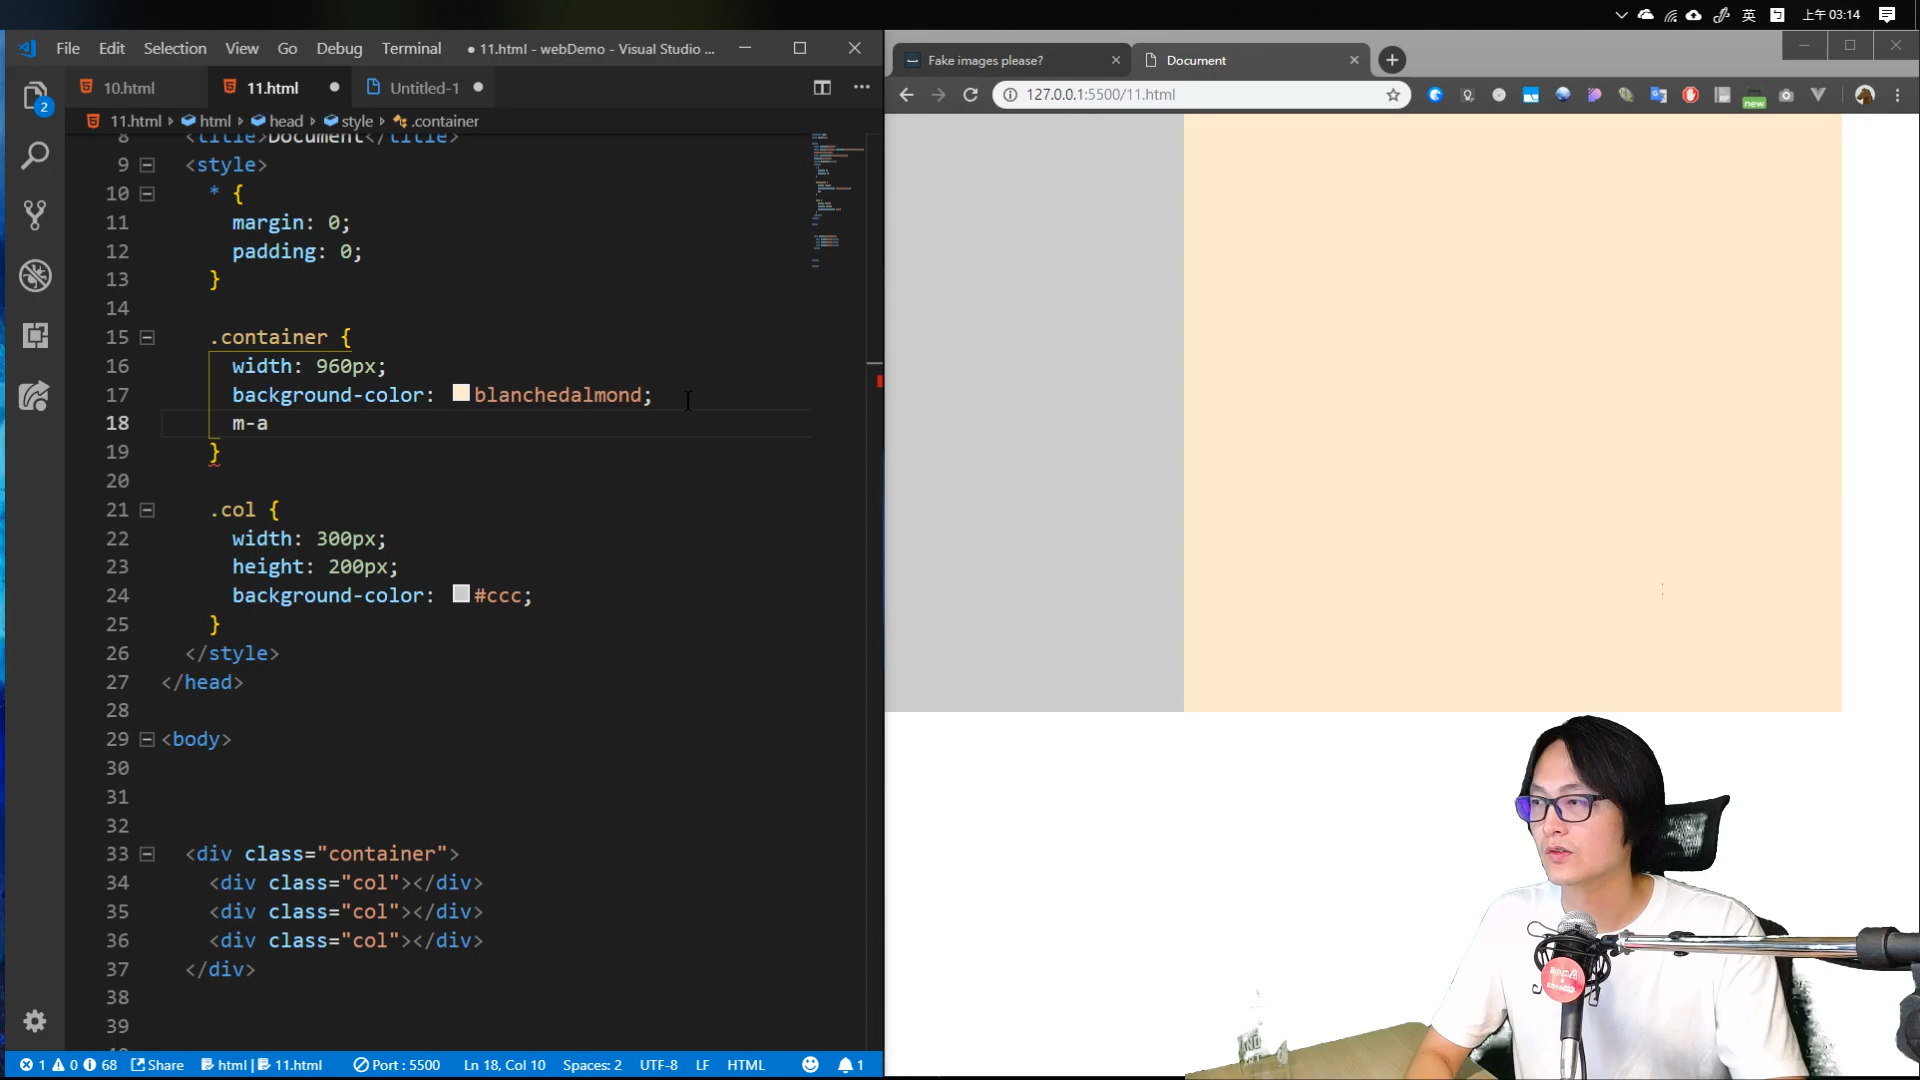 英 上午 03:14
File Edit Selection View Go Debug Terminal ● 11.html - webDemo - Visual Studio ...
10.html 11.html Untitled-1
2
11.html > html > head > style > .container
8 <title>Document</title>
9 <style>
10 * {
11 margin: 0;
12 padding: 0;
13 }
14
15 .container {
16 width: 960px;
17 background-color: blanchedalmond;
18 m-a
19 }
20
21 .col {
22 width: 300px;
23 height: 200px;
24 background-color: #ccc;
25 }
26 </style>
27 </head>
28
29 <body>
30
31
32
33 <div class="container">
34 <div class="col"></div>
35 <div class="col"></div>
36 <div class="col"></div>
37 </div>
38
39
1 0 68 Share html | 11.html Port : 5500 Ln 18, Col 10 Spaces: 2 UTF-8 LF HTML 1
Fake images please? Document
127.0.0.1:5500/11.html
new